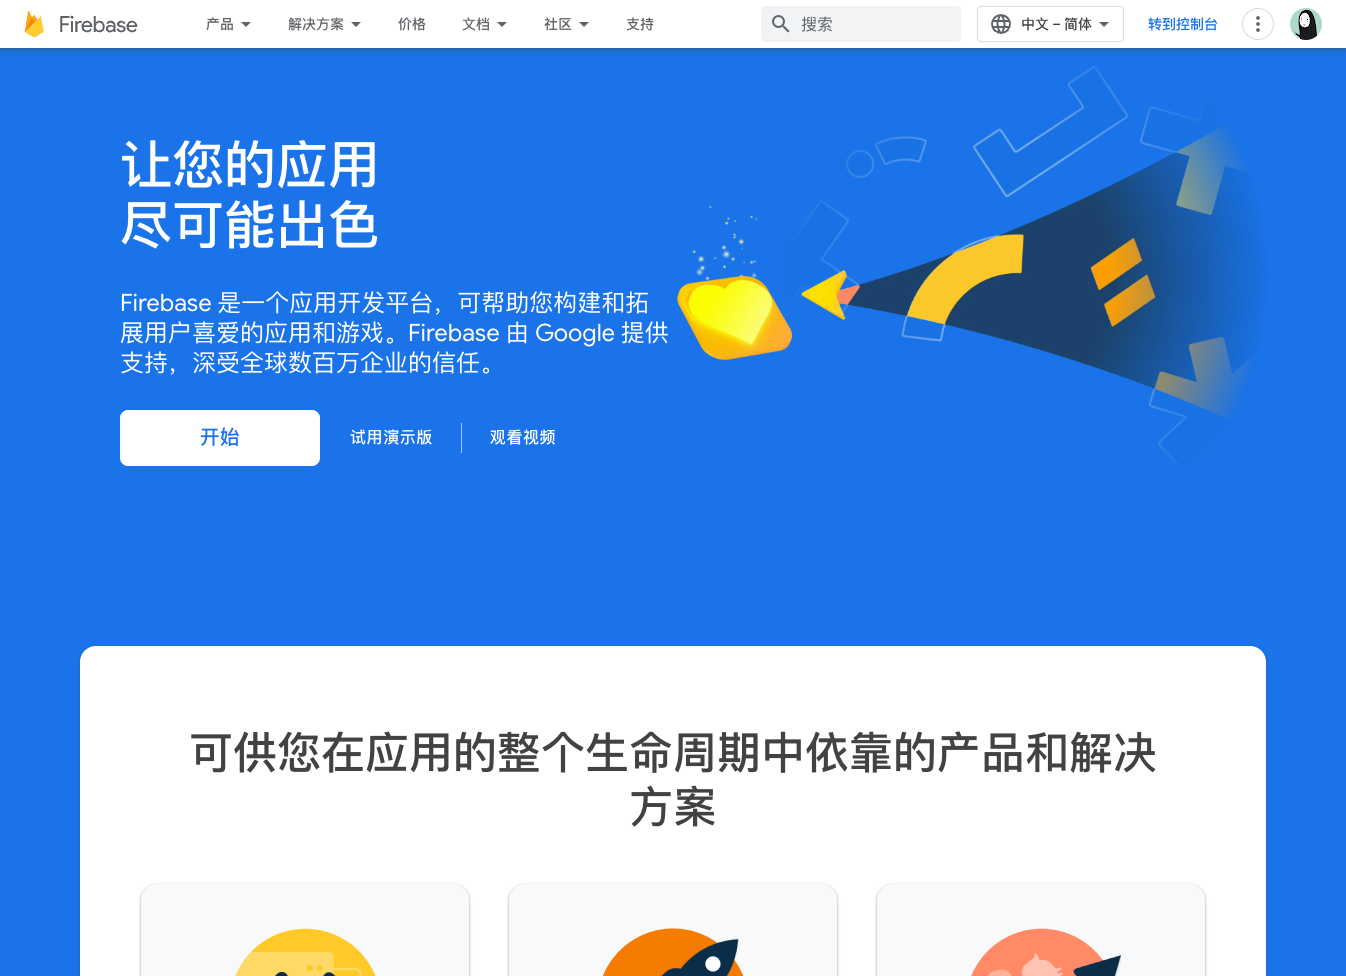 Firebase 产品 解决方案 价格 文档 社区 支持 搜索 中文 – 简体 转到控制台
让您的应用
尽可能出色
Firebase 是一个应用开发平台，可帮助您构建和拓
展用户喜爱的应用和游戏。Firebase 由 Google 提供
支持，深受全球数百万企业的信任。
开始 试用演示版 观看视频
可供您在应用的整个生命周期中依靠的产品和解决
方案